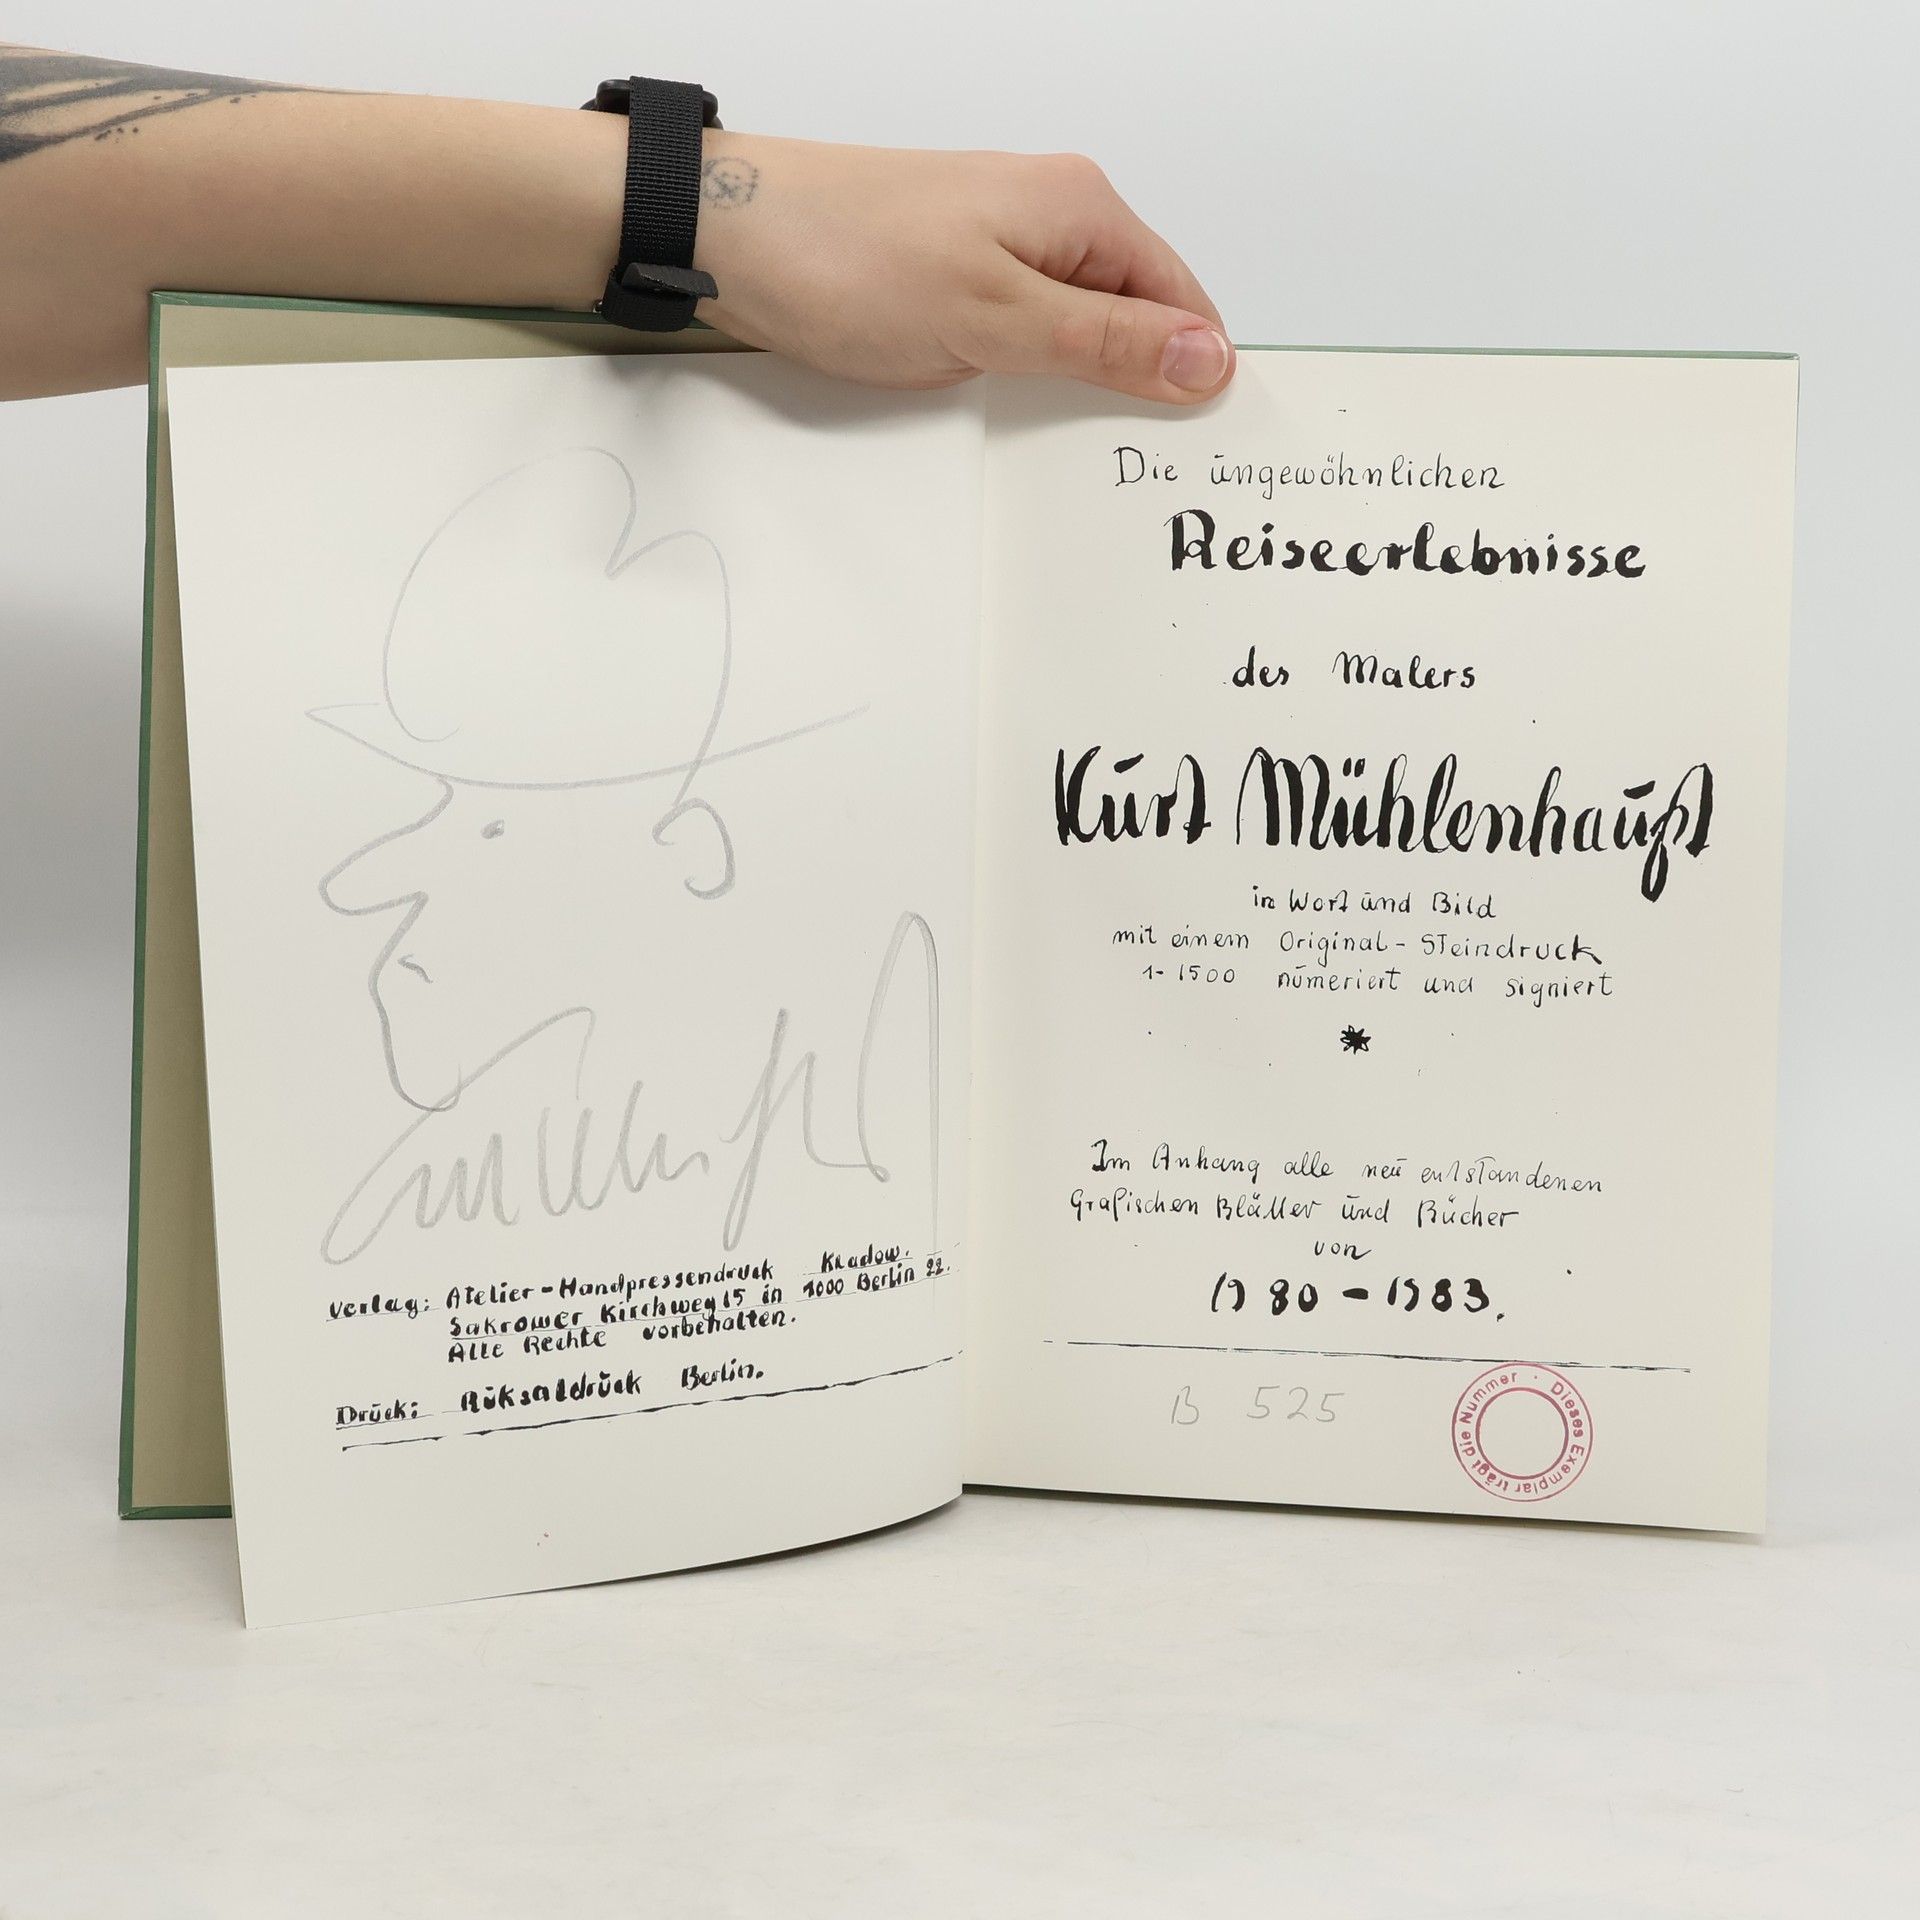 Verlag: Atelier-Handpressendruck Kladow.
Sakrower Kirchweg 15 in 1000 Berlin 22.
Alle Rechte vorbehalten.
Druck: Ruksaldruck Berlin.
Die ungewöhnlichen
Reiseerlebnisse
des Malers
Kurt Mühlenhaupt
in Wort und Bild
mit einem Original-Steindruck
1-1500 numeriert und signiert
Im Anhang alle neu entstandenen
Grafischen Blätter und Bücher
von
1980-1983.
B 525
Dieses Exemplar trägt die Nummer ·